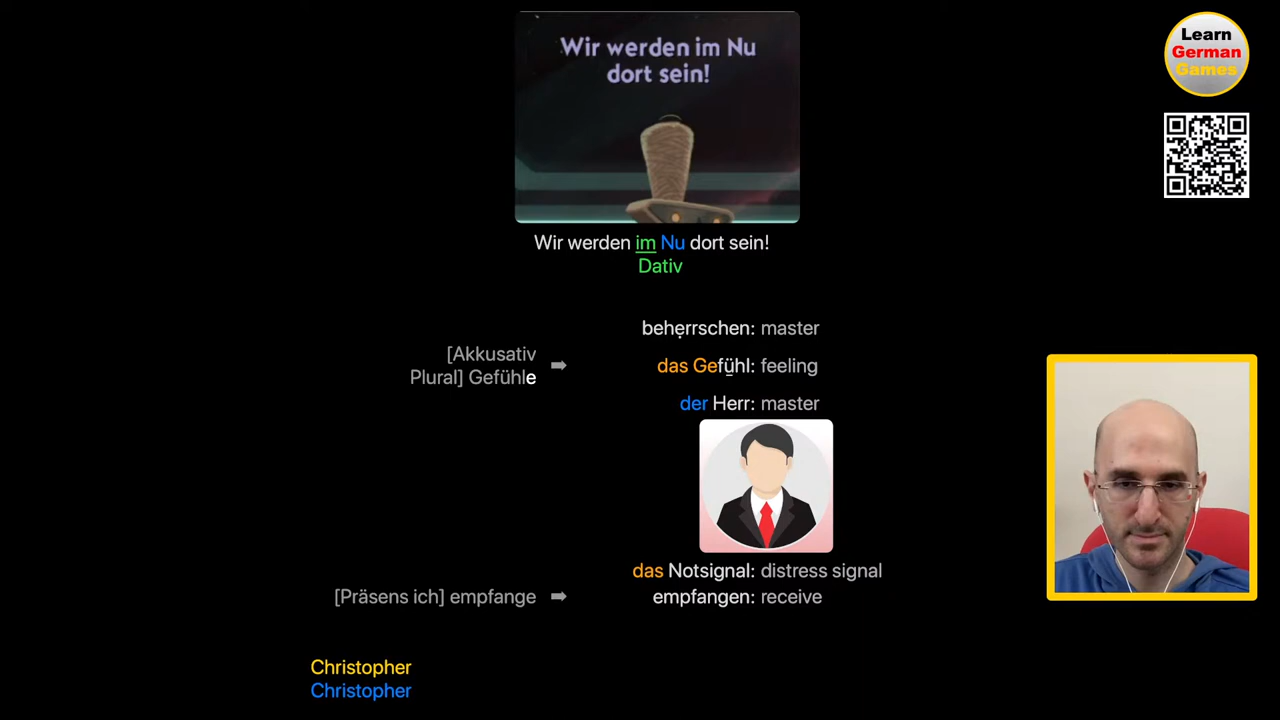 Wir werden im Nu
dort sein!
Learn
German
Games
Wir werden im Nu dort sein!
Dativ
beherrschen: master
[Akkusativ
Plural] Gefühle ➡ das Gefühl: feeling
der Herr: master
das Notsignal: distress signal
[Präsens ich] empfange ➡ empfangen: receive
Christopher
Christopher